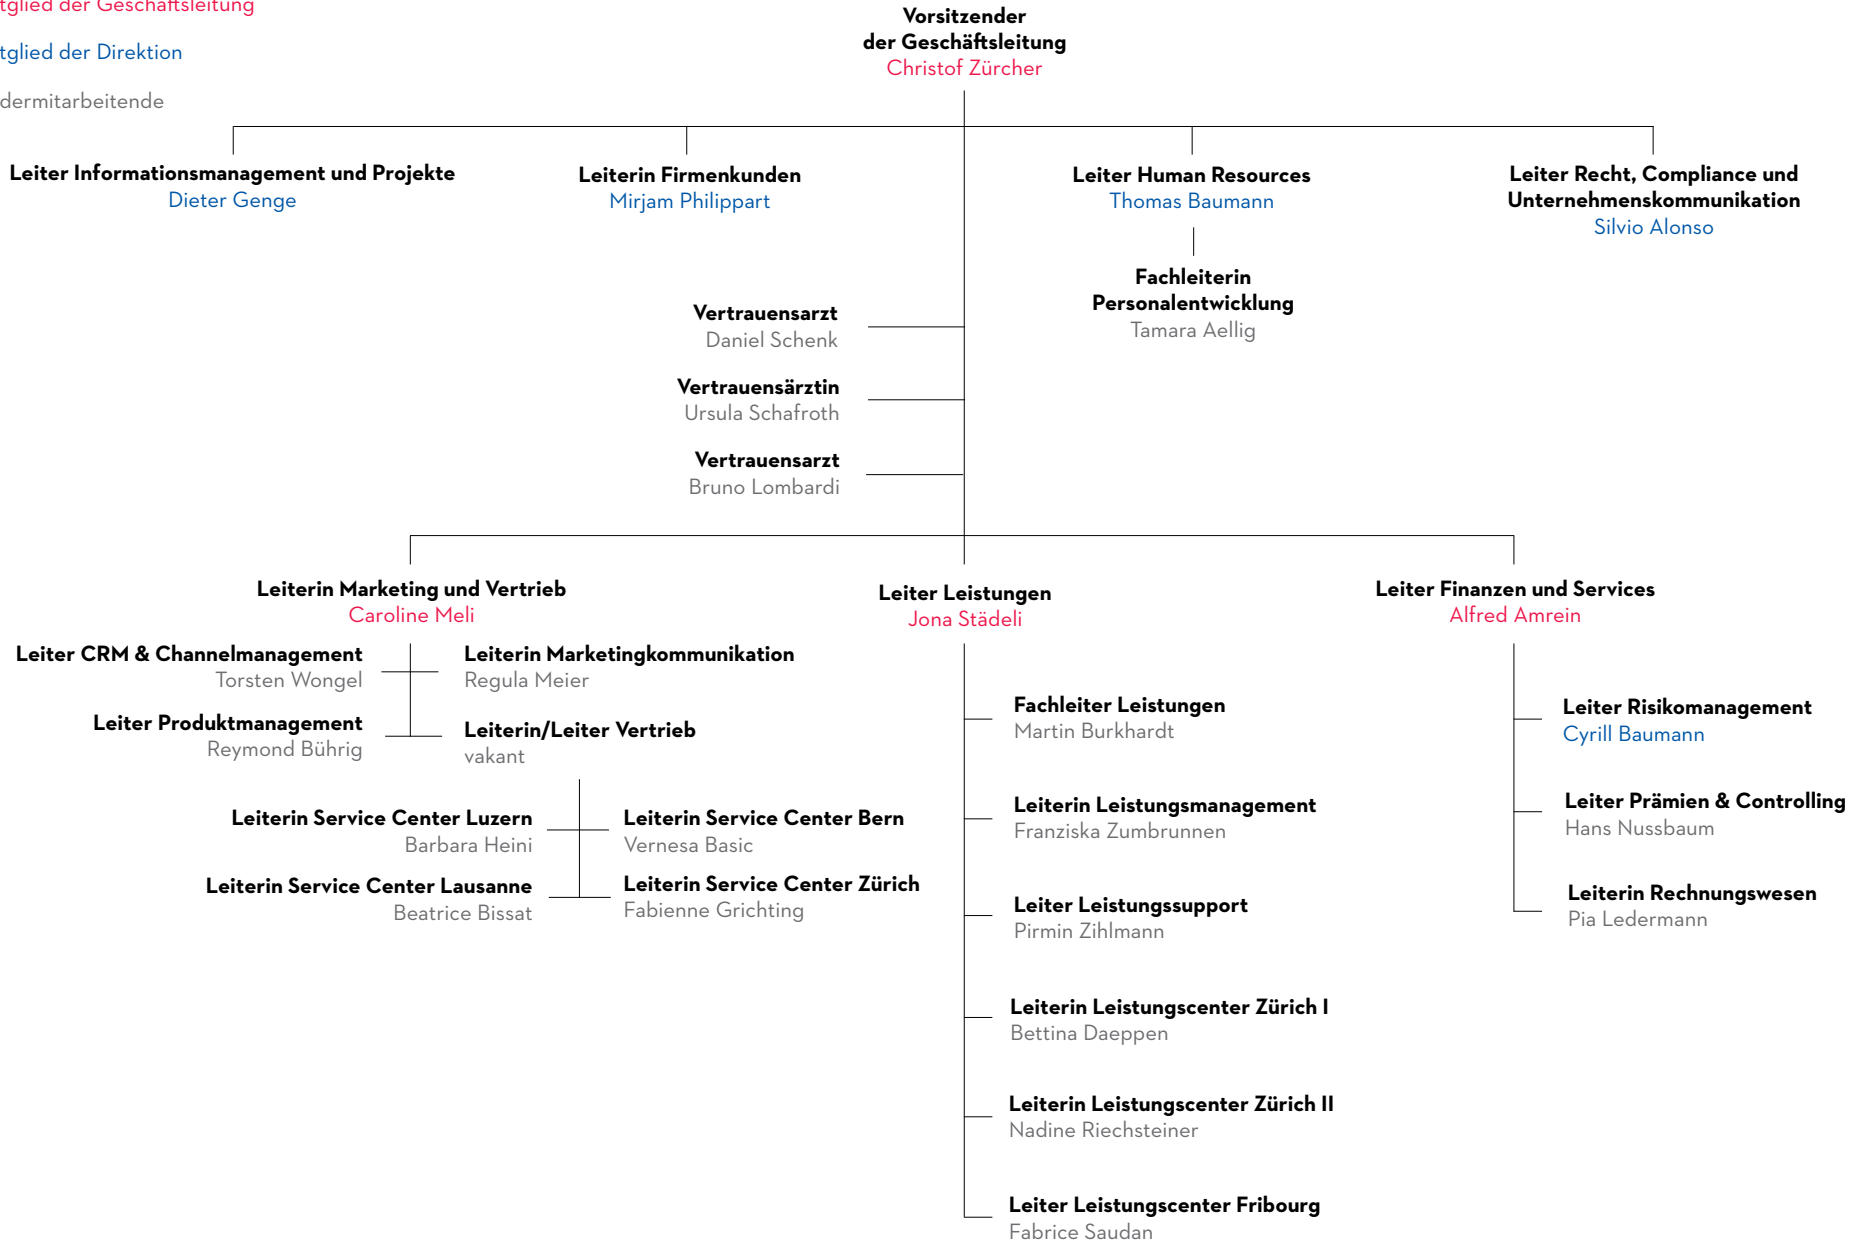 der Geschäftsleitung
der Direktion
Vorsitzender
der Geschäftsleitung
Christof Zürcher
Leiter Informationsmanagement und Projekte
Dieter Genge
Leiterin Firmenkunden
Mirjam Philippart
Leiter Human Resources
Thomas Baumann
Leiter Recht, Compliance und
Unternehmenskommunikation
Silvio Alonso
Fachleiterin
Personalentwicklung
Tamara Aellig
Vertrauensarzt
Daniel Schenk
Vertrauensärztin
Ursula Schafroth
Vertrauensarzt
Bruno Lombardi
Leiterin Marketing und Vertrieb
Caroline Meli
Leiter CRM & Channelmanagement
Torsten Wongel
Leiterin Marketingkommunikation
Regula Meier
Leiter Produktmanagement
Reymond Bührig
Leiterin/Leiter Vertrieb
vakant
Leiterin Service Center Luzern
Barbara Heini
Leiterin Service Center Bern
Vernesa Basic
Leiterin Service Center Lausanne
Beatrice Bissat
Leiterin Service Center Zürich
Fabienne Grichting
Leiter Leistungen
Jona Städeli
Fachleiter Leistungen
Martin Burkhardt
Leiterin Leistungsmanagement
Franziska Zumbrunnen
Leiter Leistungssupport
Pirmin Zihlmann
Leiterin Leistungscenter Zürich I
Bettina Daeppen
Leiterin Leistungscenter Zürich II
Nadine Riechsteiner
Leiter Leistungscenter Fribourg
Fabrice Saudan
Leiter Finanzen und Services
Alfred Amrein
Leiter Risikomanagement
Cyrill Baumann
Leiter Prämien & Controlling
Hans Nussbaum
Leiterin Rechnungswesen
Pia Ledermann